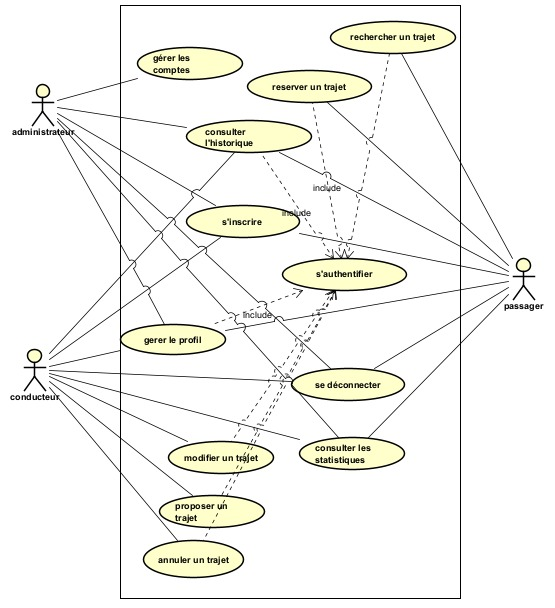 rechercher un trajet
gérer les
comptes
reserver un trajet
administrateur
consulter
l'historique
include
include
s'inscrire
s'authentifier
passager
Include
gerer le profil
se déconnecter
conducteur
consulter les
statistiques
modifier un trajet
proposer un
trajet
annuler un trajet